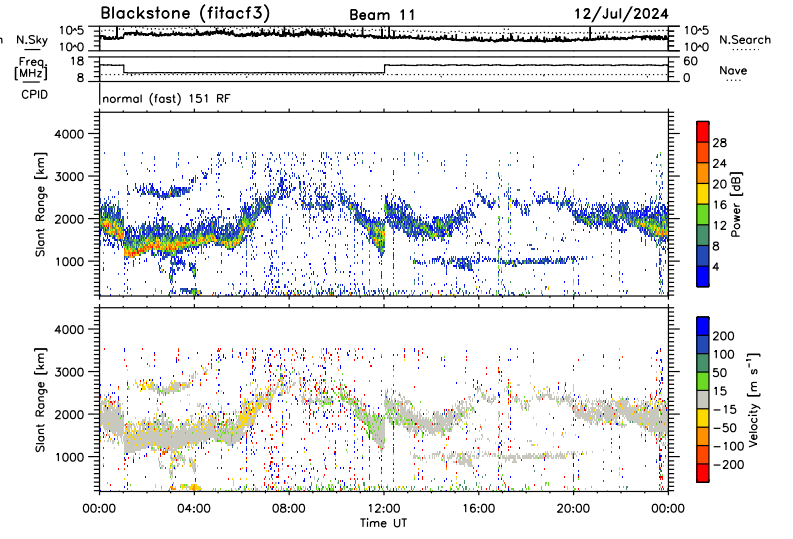 Blackstone (fitacf3)
Beam 11
12/Jul/2024
N.Sky
10^5
10^0
10^5
10^0
N.Search
Freq.
[MHz]
18
8
60
0
Nave
CPID
normal (fast) 151 RF
Slant Range [km]
4000
3000
2000
1000
28
24
20
16
12
8
4
Power [dB]
Slant Range [km]
4000
3000
2000
1000
200
100
50
15
-15
-50
-100
-200
Velocity [m s⁻¹]
00:00
04:00
08:00
12:00
16:00
20:00
00:00
Time UT